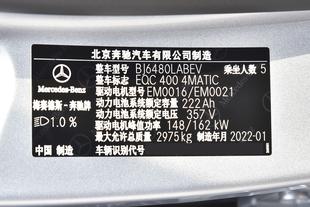 北京奔驰汽车有限公司制造
Mercedes-Benz
梅赛德斯-奔驰牌
1.0%
中国 制造
整车型号 BJ6480LABEV 乘坐人数 5
整车型号 EQC 400 4MATIC
驱动电机型号 EM0016/EM0021
动力电池系统额定容量 222Ah
动力电池系统额定电压 357 V
驱动电机峰值功率 148/162 kW
最大允许总质量 2975kg 制造年月 2022-01
车辆识别代号